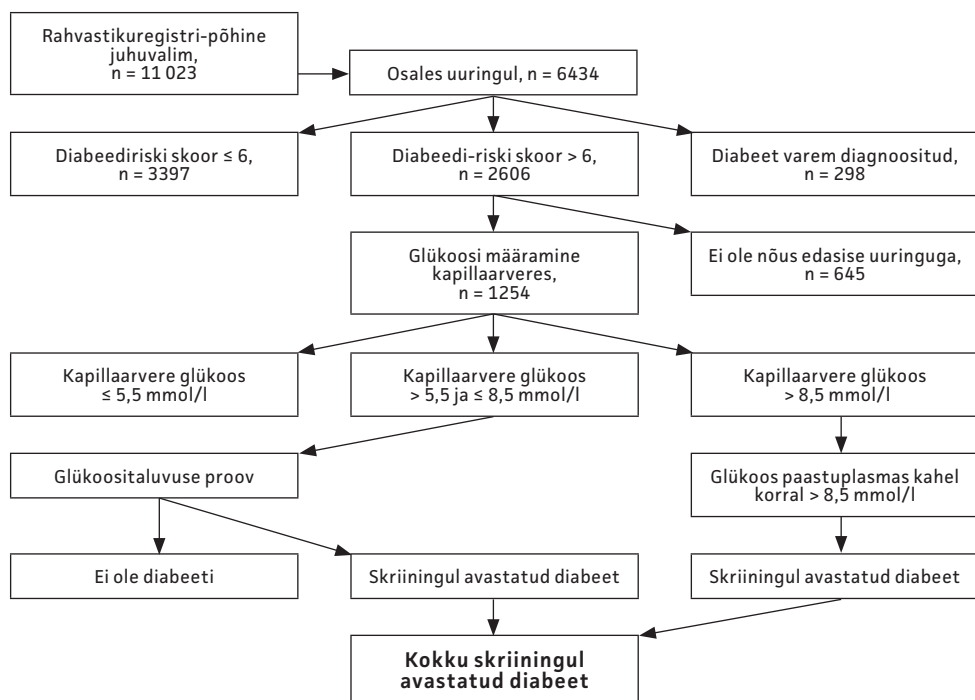 Rahvastikuregistri-põhine
juhuvalim,
n = 11 023
Osales uuringul, n = 6434
Diabeediriski skoor ≤ 6,
n = 3397
Diabeedi-riski skoor > 6,
n = 2606
Diabeet varem diagnoositud,
n = 298
Glükoosi määramine
kapillaarveres,
n = 1254
Ei ole nõus edasise uuringuga,
n = 645
Kapillaarvere glükoos
≤ 5,5 mmol/l
Kapillaarvere glükoos
> 5,5 ja ≤ 8,5 mmol/l
Kapillaarvere glükoos
> 8,5 mmol/l
Glükoositaluvuse proov
Glükoos paastuplasmas kahel
korral > 8,5 mmol/l
Ei ole diabeeti
Skriiningul avastatud diabeet
Skriiningul avastatud diabeet
Kokku skriiningul
avastatud diabeet